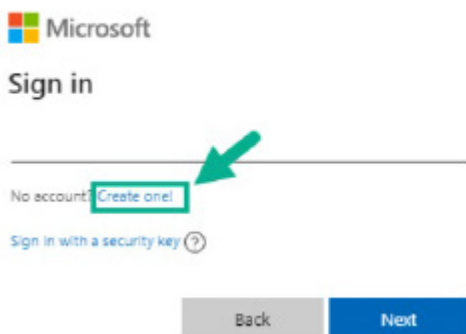 Microsoft
Sign in
No account? Create one!
Sign in with a security key ?
Back Next